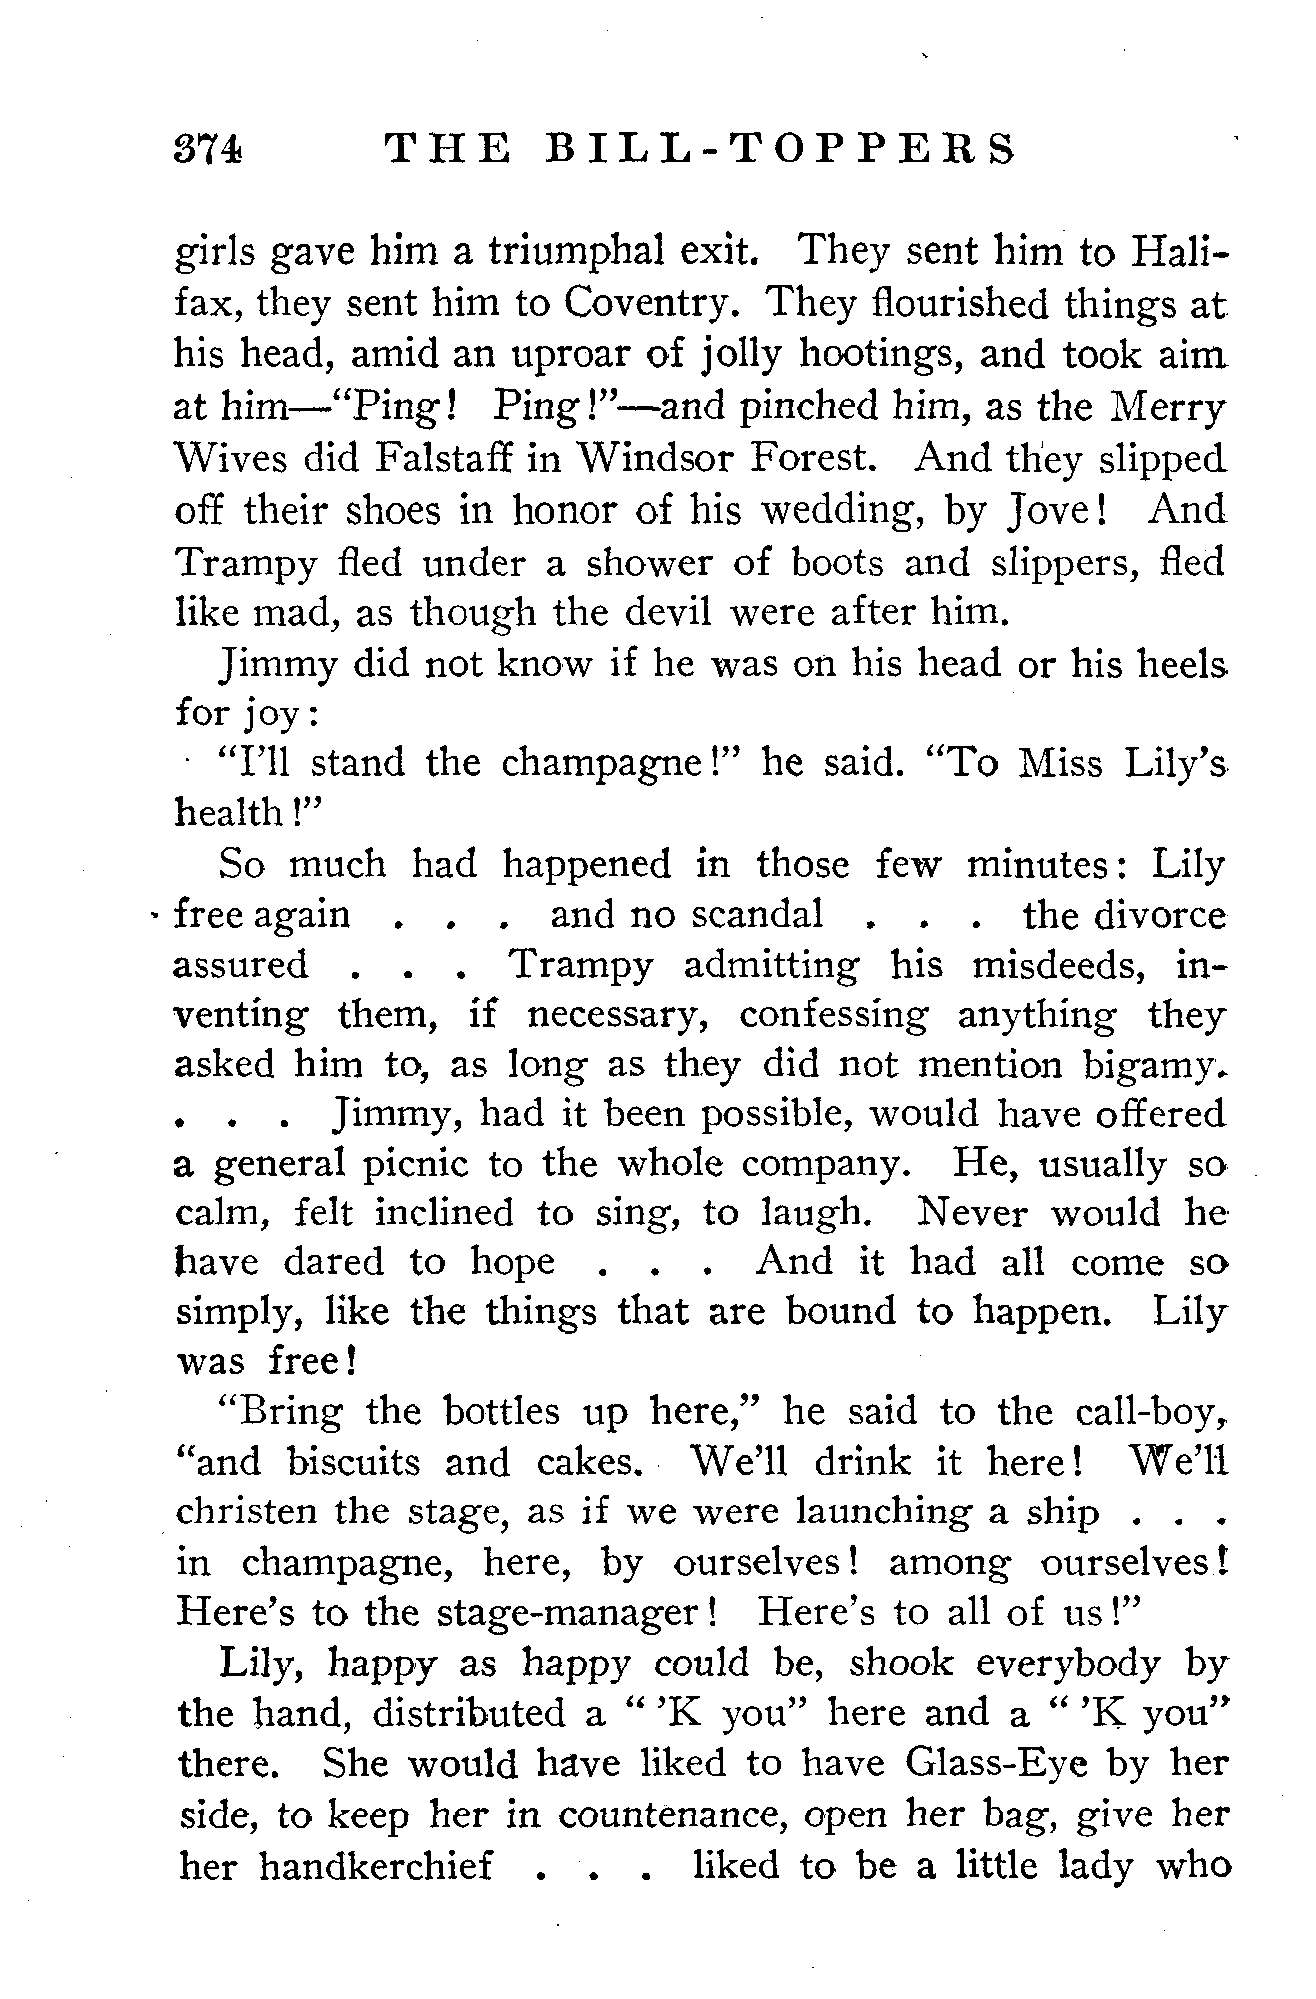 374 THE BILL-TOPPERS
girls gave him a triumphal exit. They sent him to Hali-
fax, they sent him to Coventry. They flourished things at
his head, amid an uproar of jolly hootings, and took aim
at him—"Ping! Ping!"—and pinched him, as the Merry
Wives did Falstaff in Windsor Forest. And they slipped
off their shoes in honor of his wedding, by Jove! And
Trampy fled under a shower of boots and slippers, fled
like mad, as though the devil were after him.
Jimmy did not know if he was on his head or his heels
for joy:
"I'll stand the champagne!" he said. "To Miss Lily's
health!"
So much had happened in those few minutes: Lily
free again . . . and no scandal . . . the divorce
assured . . . Trampy admitting his misdeeds, in-
venting them, if necessary, confessing anything they
asked him to, as long as they did not mention bigamy.
. . . Jimmy, had it been possible, would have offered
a general picnic to the whole company. He, usually so
calm, felt inclined to sing, to laugh. Never would he
have dared to hope . . . And it had all come so
simply, like the things that are bound to happen. Lily
was free!
"Bring the bottles up here," he said to the call-boy,
"and biscuits and cakes. We'll drink it here! We'll
christen the stage, as if we were launching a ship . . .
in champagne, here, by ourselves! among ourselves!
Here's to the stage-manager! Here's to all of us!"
Lily, happy as happy could be, shook everybody by
the hand, distributed a " 'K you" here and a " 'K you"
there. She would have liked to have Glass-Eye by her
side, to keep her in countenance, open her bag, give her
her handkerchief . . . liked to be a little lady who